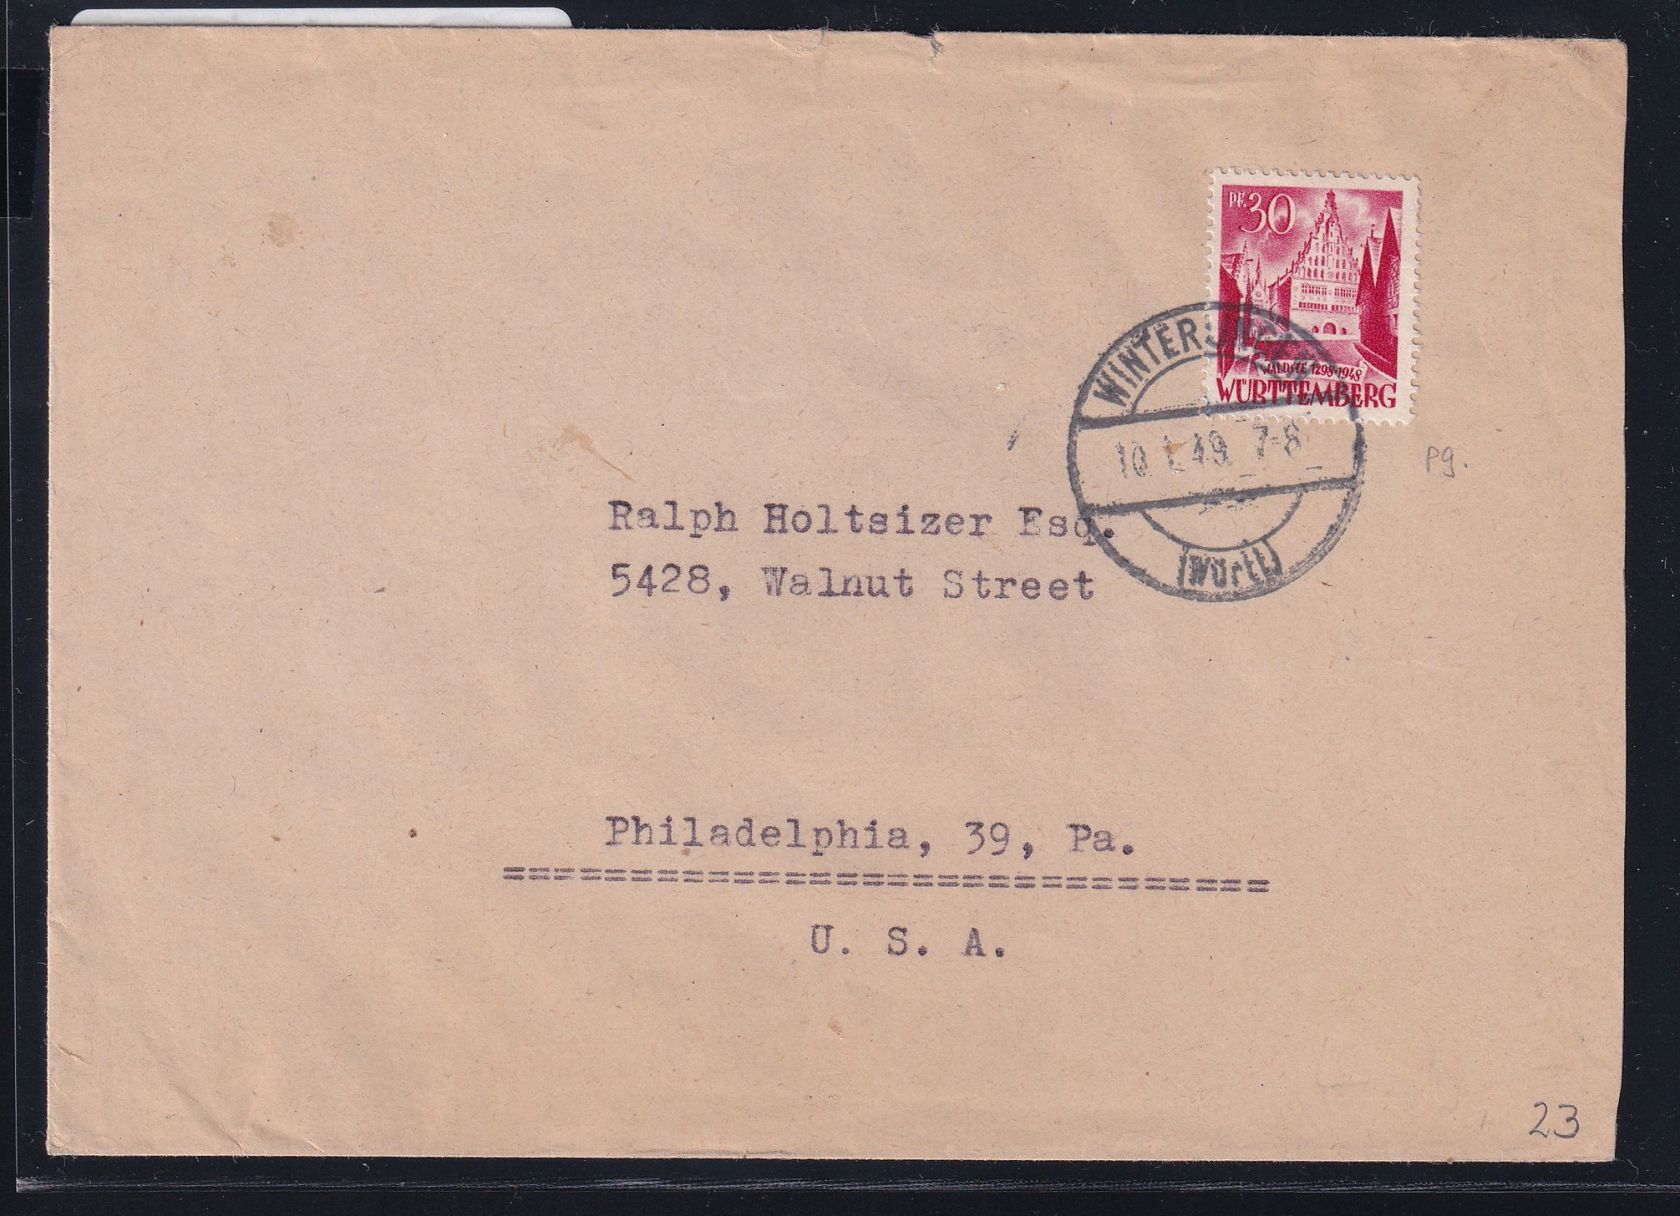 PF. 30
WALDSEE 1298-1948
WÜRTTEMBERG
10.1.49. 7-8
(Württ)
pg.
Ralph Holtsizer Esq.
5428, Walnut Street
Philadelphia, 39, Pa.
==============================
U. S. A.
23